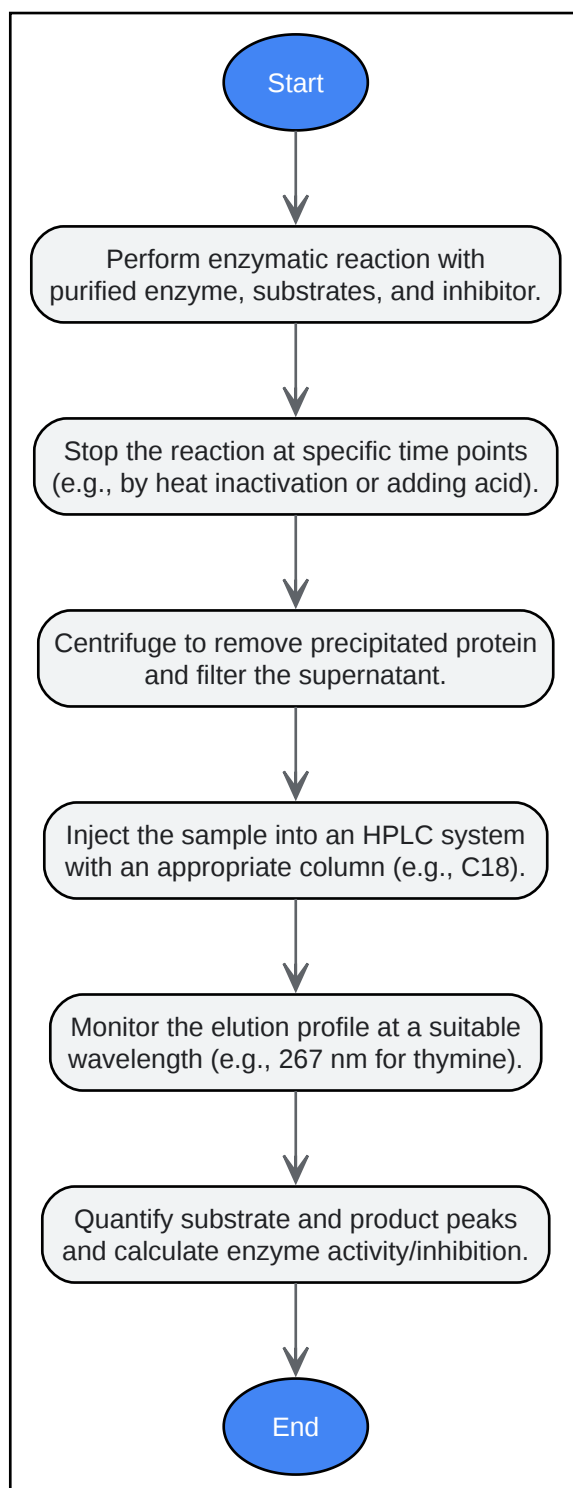 Start
Perform enzymatic reaction with
purified enzyme, substrates, and inhibitor.
Stop the reaction at specific time points
(e.g., by heat inactivation or adding acid).
Centrifuge to remove precipitated protein
and filter the supernatant.
Inject the sample into an HPLC system
with an appropriate column (e.g., C18).
Monitor the elution profile at a suitable
wavelength (e.g., 267 nm for thymine).
Quantify substrate and product peaks
and calculate enzyme activity/inhibition.
End